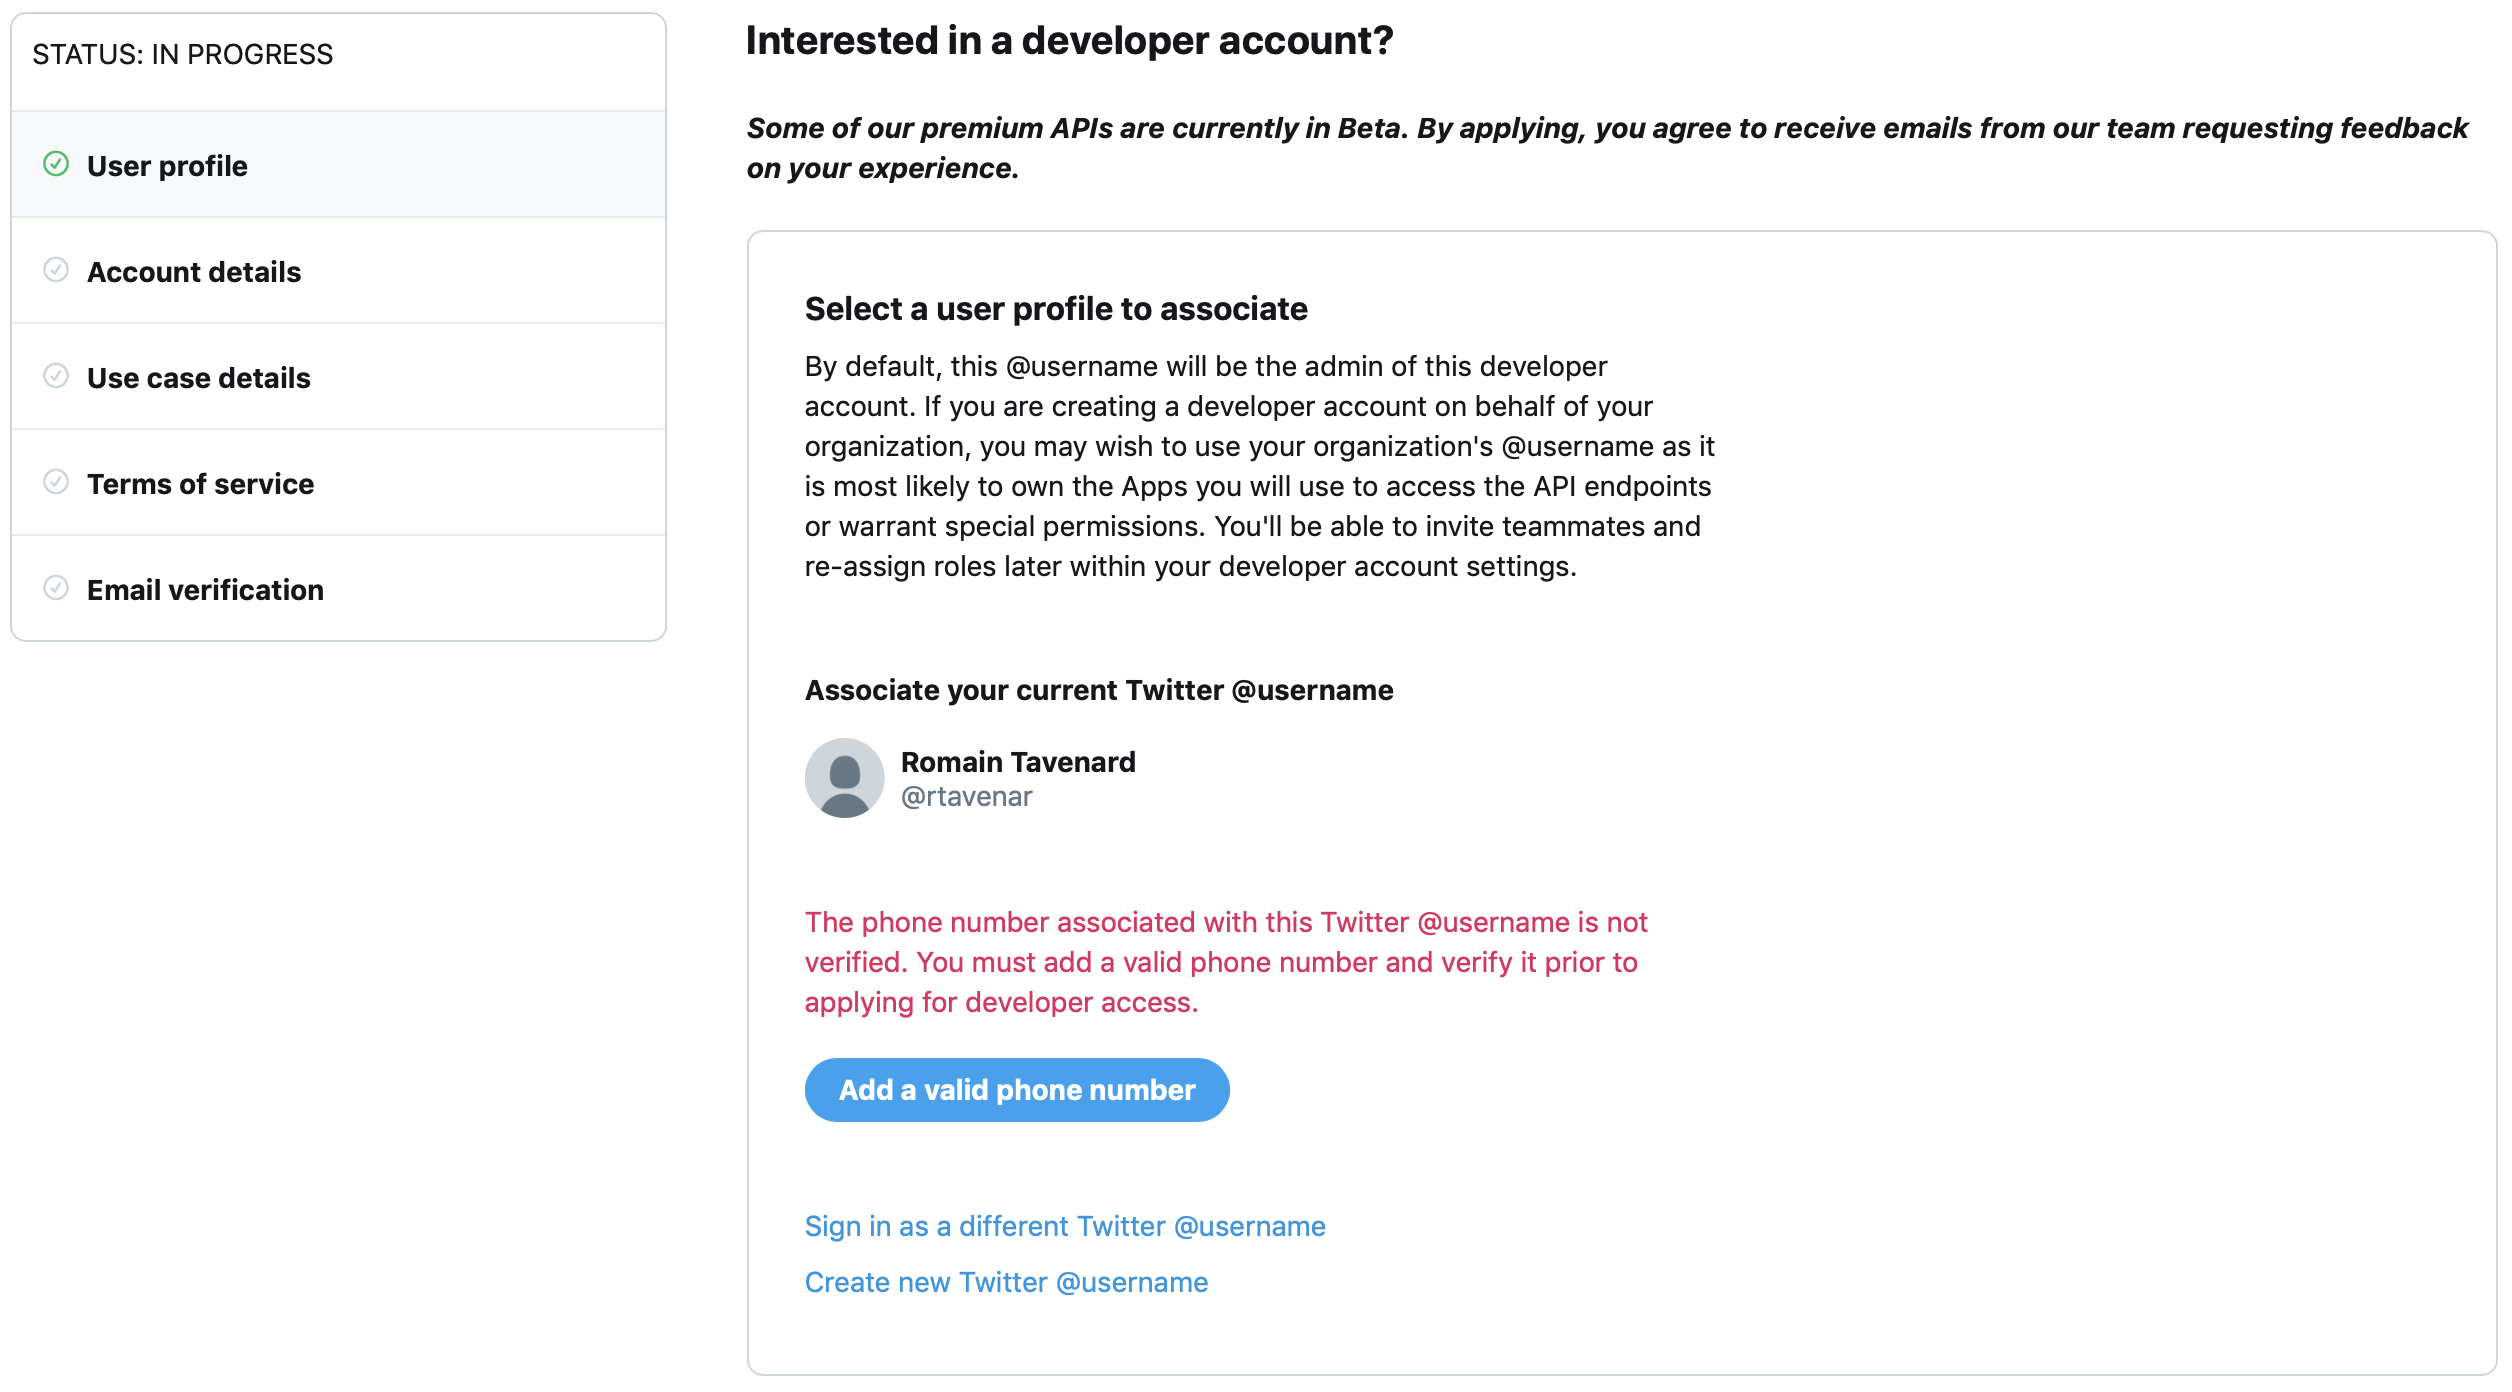 STATUS: IN PROGRESS
User profile
Account details
Use case details
Terms of service
Email verification
Interested in a developer account?
Some of our premium APIs are currently in Beta. By applying, you agree to receive emails from our team requesting feedback
on your experience.
Select a user profile to associate
By default, this @username will be the admin of this developer
account. If you are creating a developer account on behalf of your
organization, you may wish to use your organization's @username as it
is most likely to own the Apps you will use to access the API endpoints
or warrant special permissions. You'll be able to invite teammates and
re-assign roles later within your developer account settings.
Associate your current Twitter @username
Romain Tavenard
@rtavenar
The phone number associated with this Twitter @username is not
verified. You must add a valid phone number and verify it prior to
applying for developer access.
Add a valid phone number
Sign in as a different Twitter @username
Create new Twitter @username